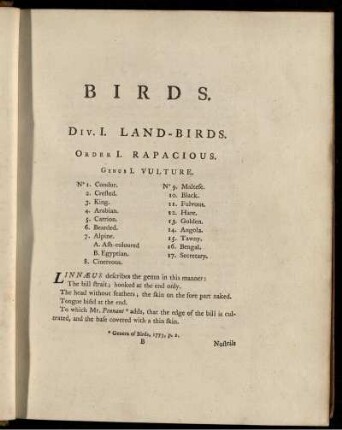 BIRDS.
DIV. I. LAND-BIRDS.
ORDER I. RAPACIOUS.
GENUS I. VULTURE.
N° 1. Condur.
2. Crested.
3. King.
4. Arabian.
5. Carrion.
6. Bearded.
7. Alpine.
A. Ash-coloured
B. Egyptian.
8. Cinereous.
N° 9. Maltese.
10. Black.
11. Fulvous.
12. Hare.
13. Golden.
14. Angola.
15. Tawny.
16. Bengal.
17. Secretary.
LINNÆUS describes the genus in this manner:
The bill strait; hooked at the end only.
The head without feathers; the skin on the fore part naked.
Tongue bifid at the end.
To which Mr. Pennant * adds, that the edge of the bill is cul-
trated, and the base covered with a thin skin.
* Genera of Birds, 1773, p. 1.
B
Nostrils